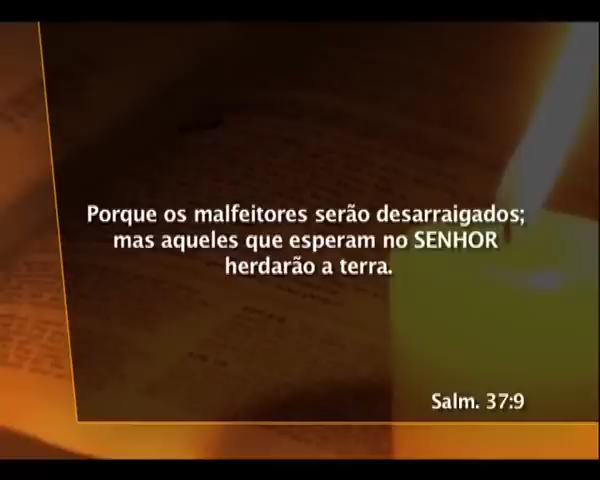 Porque os malfeitores serão desarraigados;
mas aqueles que esperam no SENHOR
herdarão a terra.
Salm. 37:9